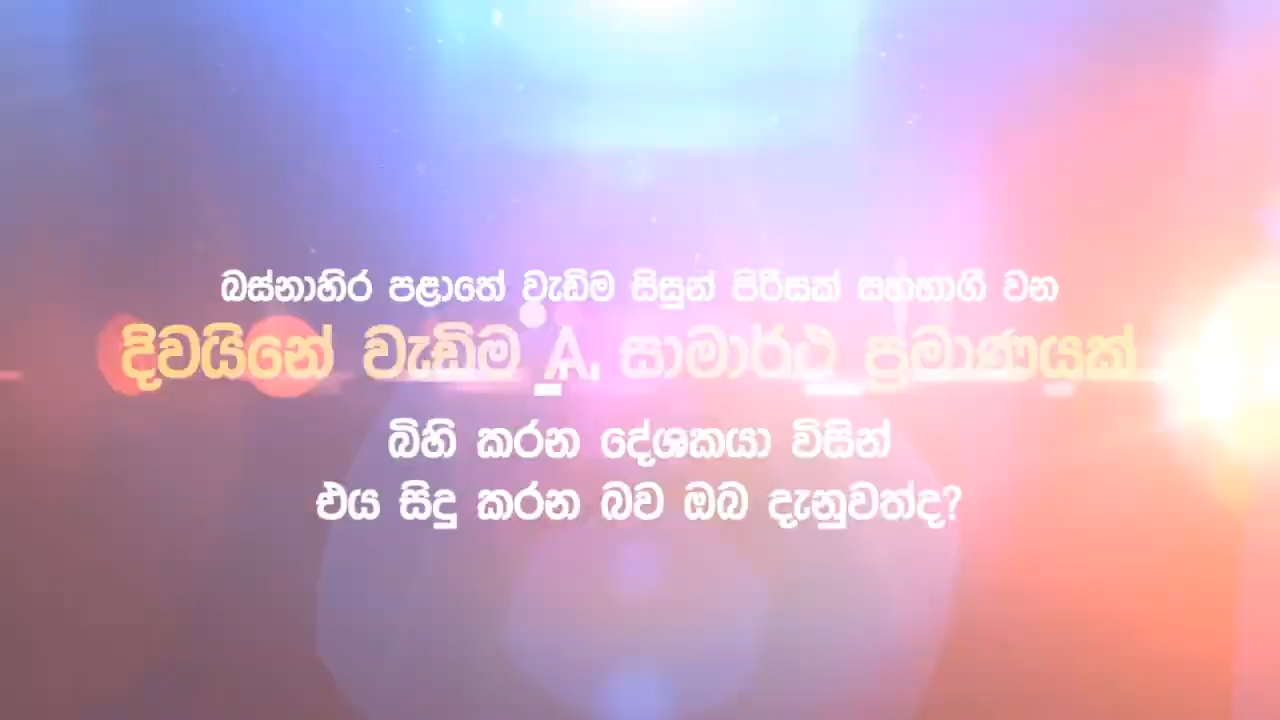 බස්නාහිර පළාතේ වැඩිම සිසුන් පිරිසක් සහභාගී වන
දිවයිනේ වැඩිම A, සාමාර්ථ ප්‍රමාණයක්
බිහි කරන දේශකයා විසින්
එය සිදු කරන බව ඔබ දැනුවත්ද?